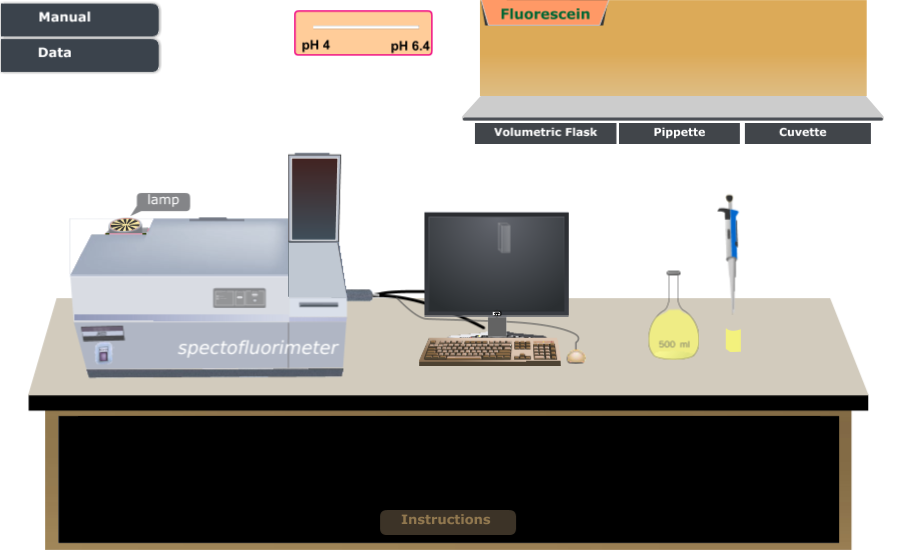 Manual
Data
pH 4
pH 6.4
Fluorescein
Volumetric Flask
Pippette
Cuvette
lamp
spectofluorimeter
500 ml
Instructions